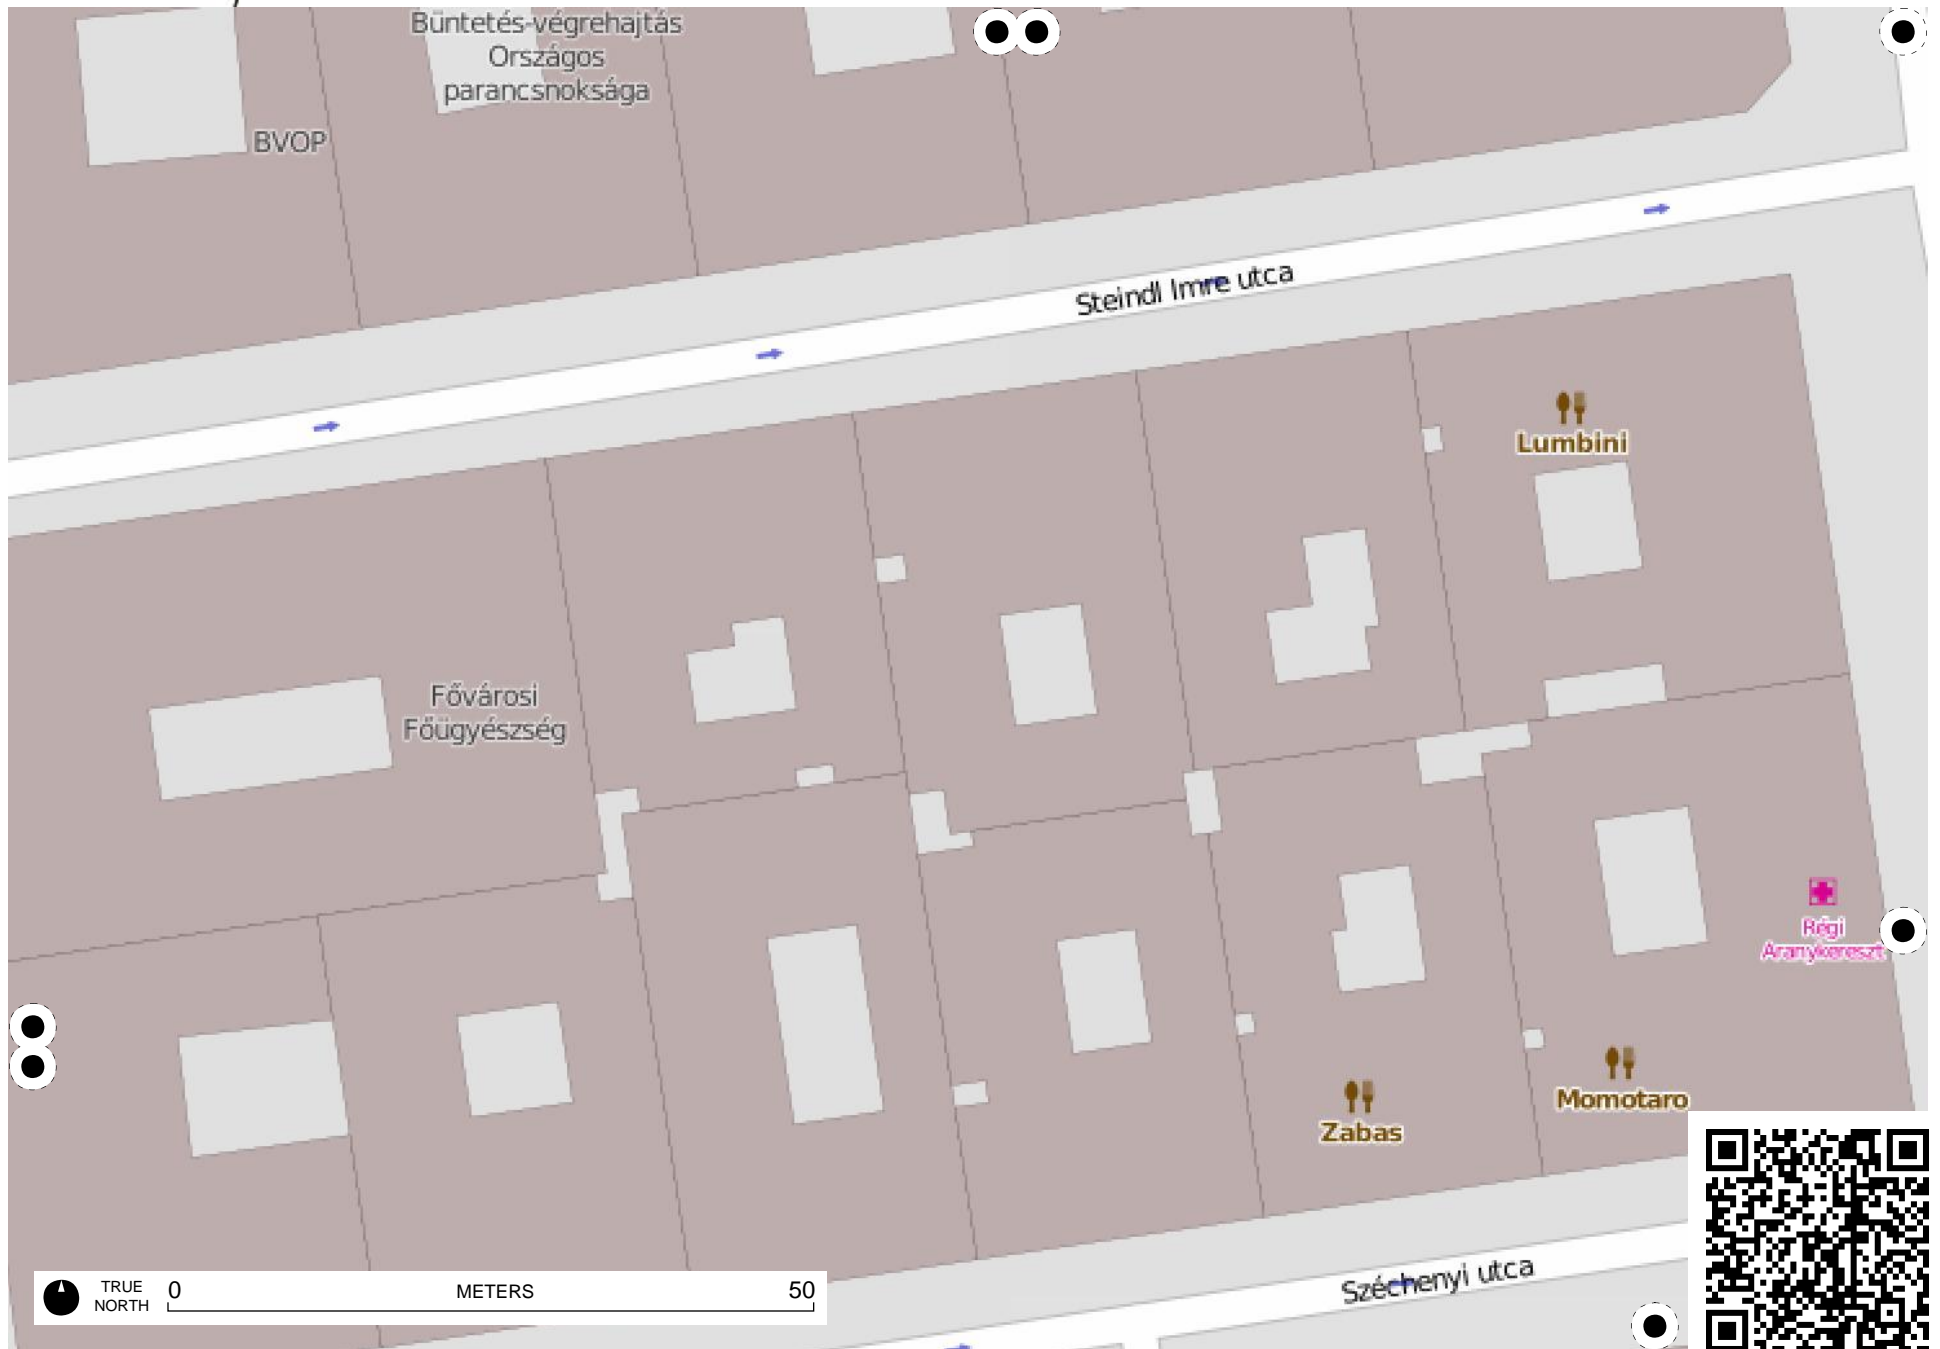 Büntetés-végrehajtás
Országos
parancsnoksága
BVOP
Steindl Imre utca
Lumbini
Fővárosi
Főügyészség
Régi
Aranykereszt
Momotaro
Zabas
Széchenyi utca
TRUE
NORTH
0 METERS 50